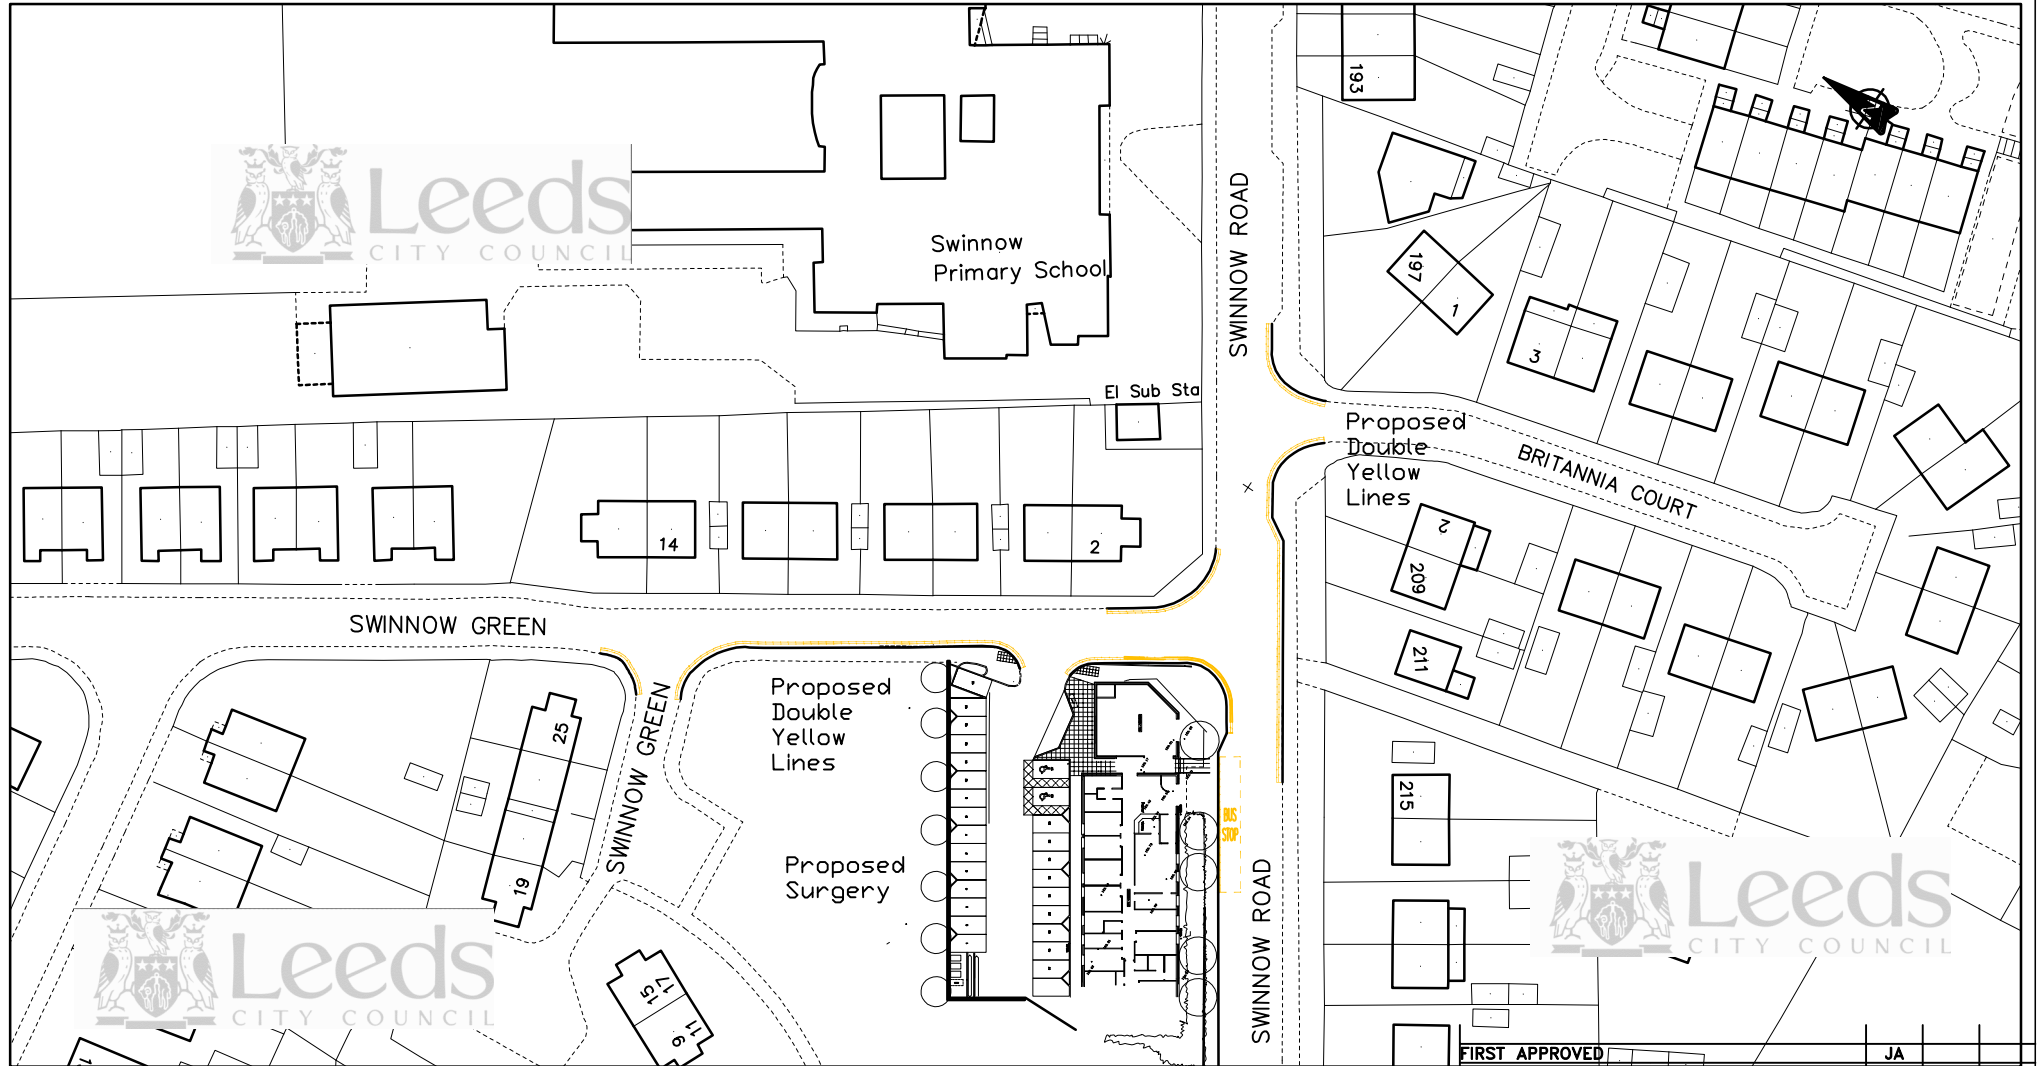 193
Leeds
CITY COUNCIL
SWINNOW ROAD
Swinnow
Primary School
197
1
3
El Sub Sta
Proposed
Double
Yellow
Lines
BRITANNIA COURT
2
209
14
2
SWINNOW GREEN
211
25
SWINNOW GREEN
Proposed
Double
Yellow
Lines
215
BUS
STOP
Proposed
Surgery
19
SWINNOW ROAD
Leeds
CITY COUNCIL
Leeds
CITY COUNCIL
17
15
11
9
FIRST APPROVED
JA